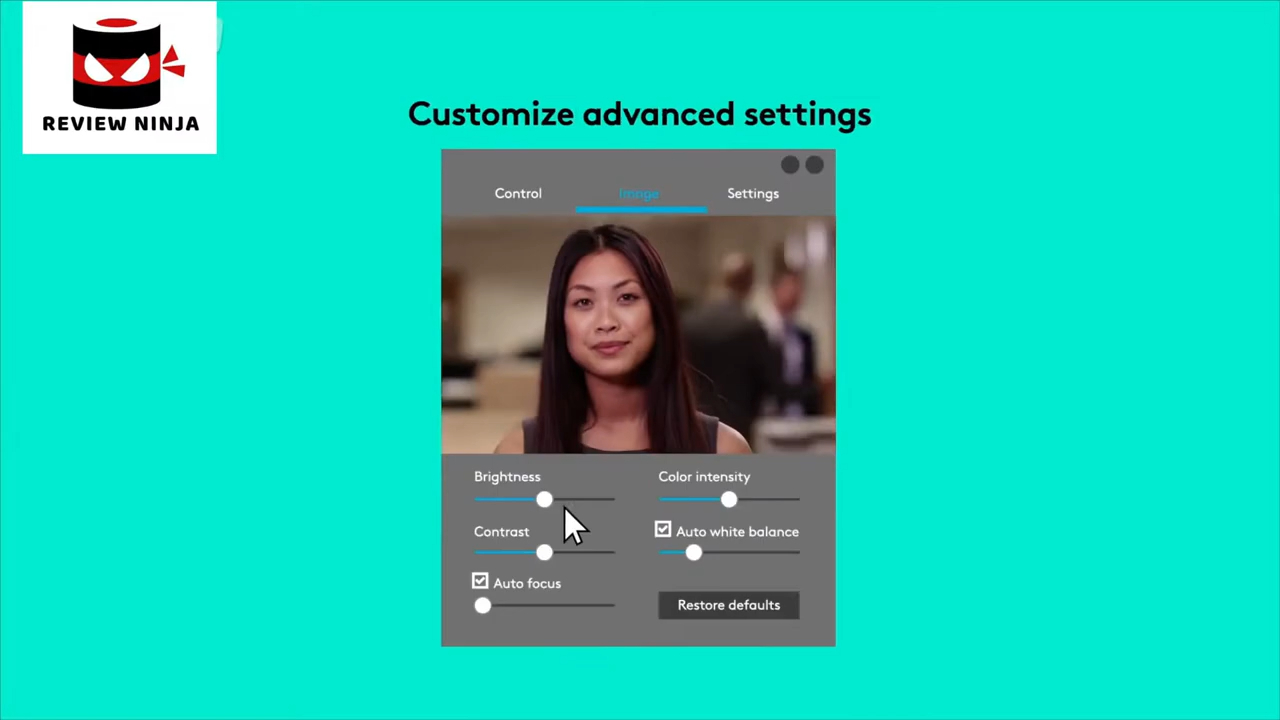 REVIEW NINJA
Customize advanced settings
Control Image Settings
Brightness Color intensity
Contrast Auto white balance
Auto focus
Restore defaults